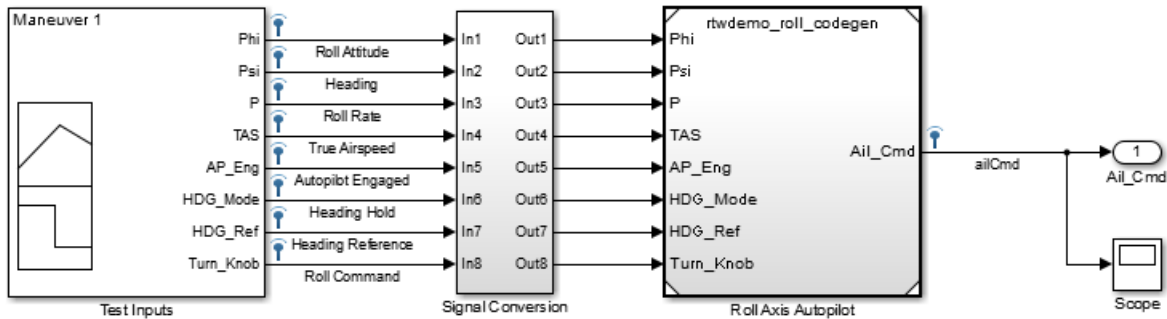 Maneuver 1
rtwdemo_roll_codegen
Phi
In1
Out1
Phi
Roll Attitude
Psi
In2
Out2
Psi
Heading
P
In3
Out3
P
Roll Rate
TAS
In4
Out4
TAS
True Airspeed
Ail_Cmd
1
AP_Eng
In5
Out5
AP_Eng
ailCmd
Ail_Cmd
Autopilot Engaged
HDG_Mode
In6
Out6
HDG_Mode
Heading Hold
HDG_Ref
In7
Out7
HDG_Ref
Heading Reference
Turn_Knob
In8
Out8
Turn_Knob
Roll Command
Test Inputs
Signal Conversion
Roll Axis Autopilot
Scope